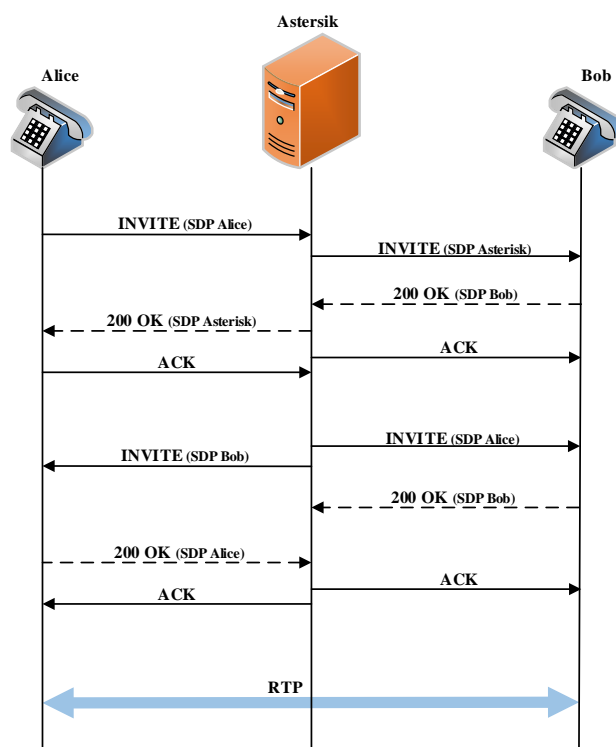 Astersik
Alice
Bob
INVITE (SDP Alice)
INVITE (SDP Asterisk)
200 OK (SDP Bob)
200 OK (SDP Asterisk)
ACK
ACK
INVITE (SDP Alice)
INVITE (SDP Bob)
200 OK (SDP Bob)
200 OK (SDP Alice)
ACK
ACK
RTP